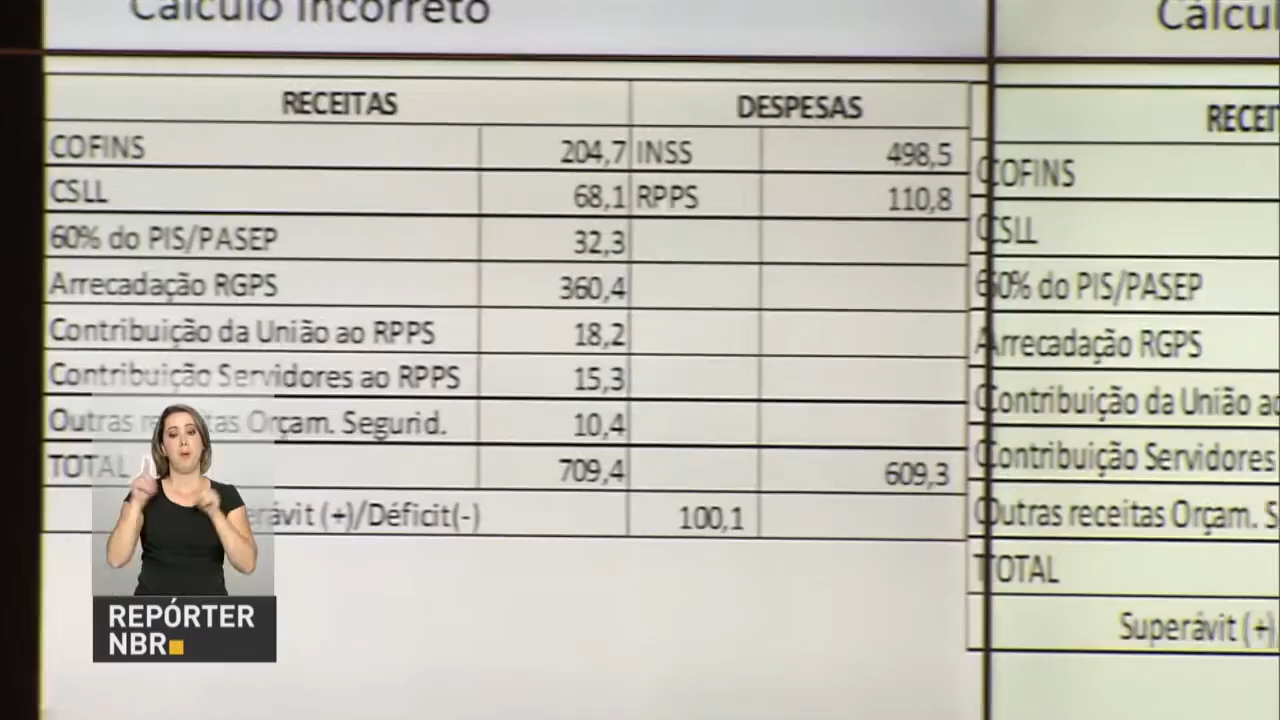 Cálculo Incorreto
RECEITAS DESPESAS
COFINS 204,7 INSS 498,5
CSLL 68,1 RPPS 110,8
60% do PIS/PASEP 32,3
Arrecadação RGPS 360,4
Contribuição da União ao RPPS 18,2
Contribuição Servidores ao RPPS 15,3
Outras receitas Orçam. Segurid. 10,4
TOTAL 709,4 609,3
erávit (+)/Déficit(-) 100,1
Cálcu
RECEI
COFINS
CSLL
60% do PIS/PASEP
Arrecadação RGPS
Contribuição da União ao
Contribuição Servidores
Outras receitas Orçam. S
TOTAL
Superávit (+)
REPÓRTER
NBR